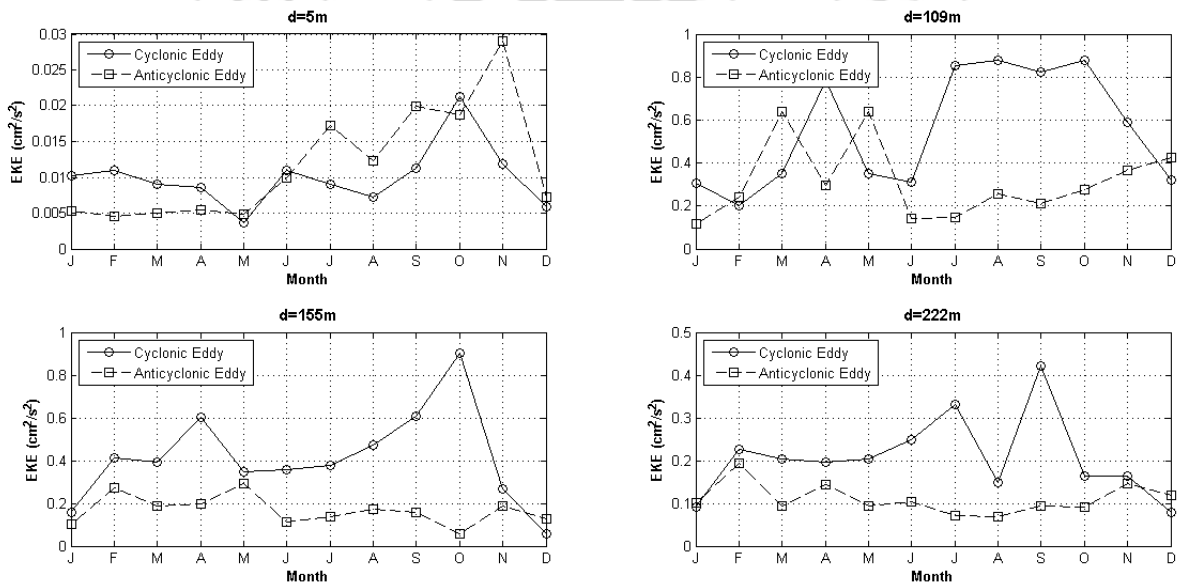 d=5m
EKE (cm²/s²)
0.03
0.025
0.02
0.015
0.01
0.005
0
Cyclonic Eddy
Anticyclonic Eddy
J F M A M J J A S O N D
Month
d=109m
EKE (cm²/s²)
1
0.8
0.6
0.4
0.2
0
Cyclonic Eddy
Anticyclonic Eddy
J F M A M J J A S O N D
Month
d=155m
EKE (cm²/s²)
1
0.8
0.6
0.4
0.2
0
Cyclonic Eddy
Anticyclonic Eddy
J F M A M J J A S O N D
Month
d=222m
EKE (cm²/s²)
0.5
0.4
0.3
0.2
0.1
0
Cyclonic Eddy
Anticyclonic Eddy
J F M A M J J A S O N D
Month